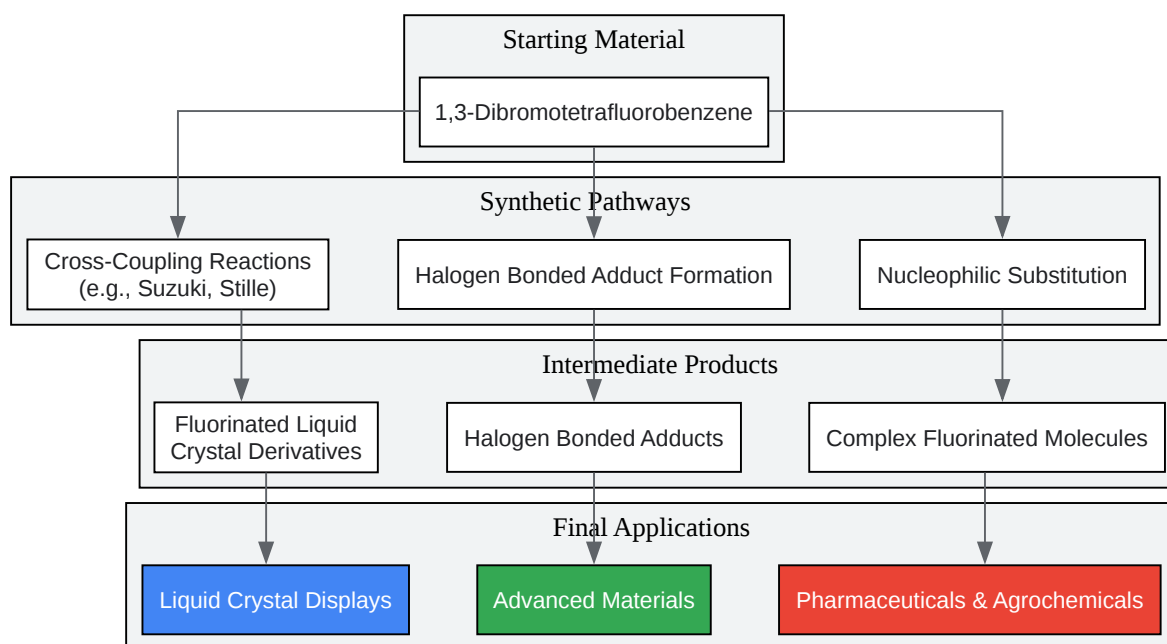 Starting Material
1,3-Dibromotetrafluorobenzene
Synthetic Pathways
Cross-Coupling Reactions
(e.g., Suzuki, Stille)
Halogen Bonded Adduct Formation
Nucleophilic Substitution
Intermediate Products
Fluorinated Liquid
Crystal Derivatives
Halogen Bonded Adducts
Complex Fluorinated Molecules
Final Applications
Liquid Crystal Displays
Advanced Materials
Pharmaceuticals & Agrochemicals